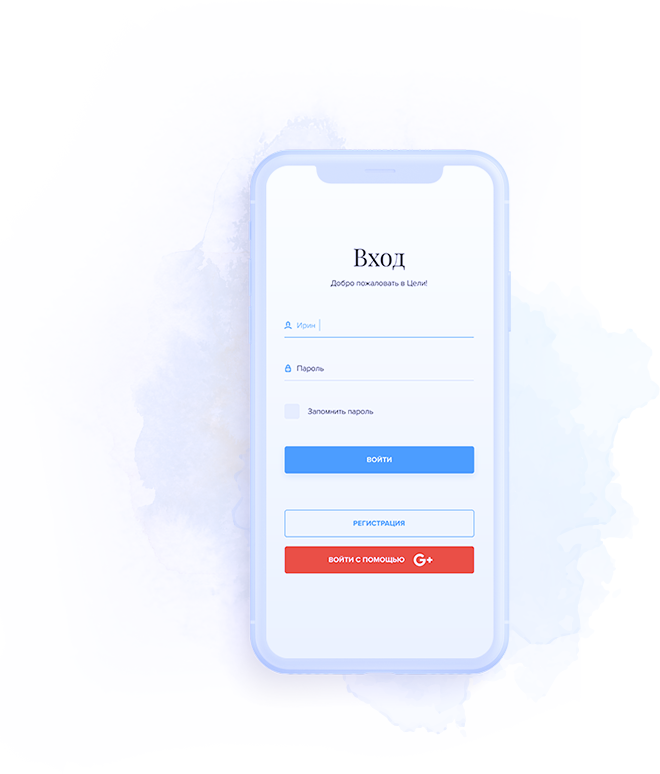 Вход
Добро пожаловать в Цели!
Ирин
Пароль
Запомнить пароль
ВОЙТИ
РЕГИСТРАЦИЯ
ВОЙТИ С ПОМОЩЬЮ G+